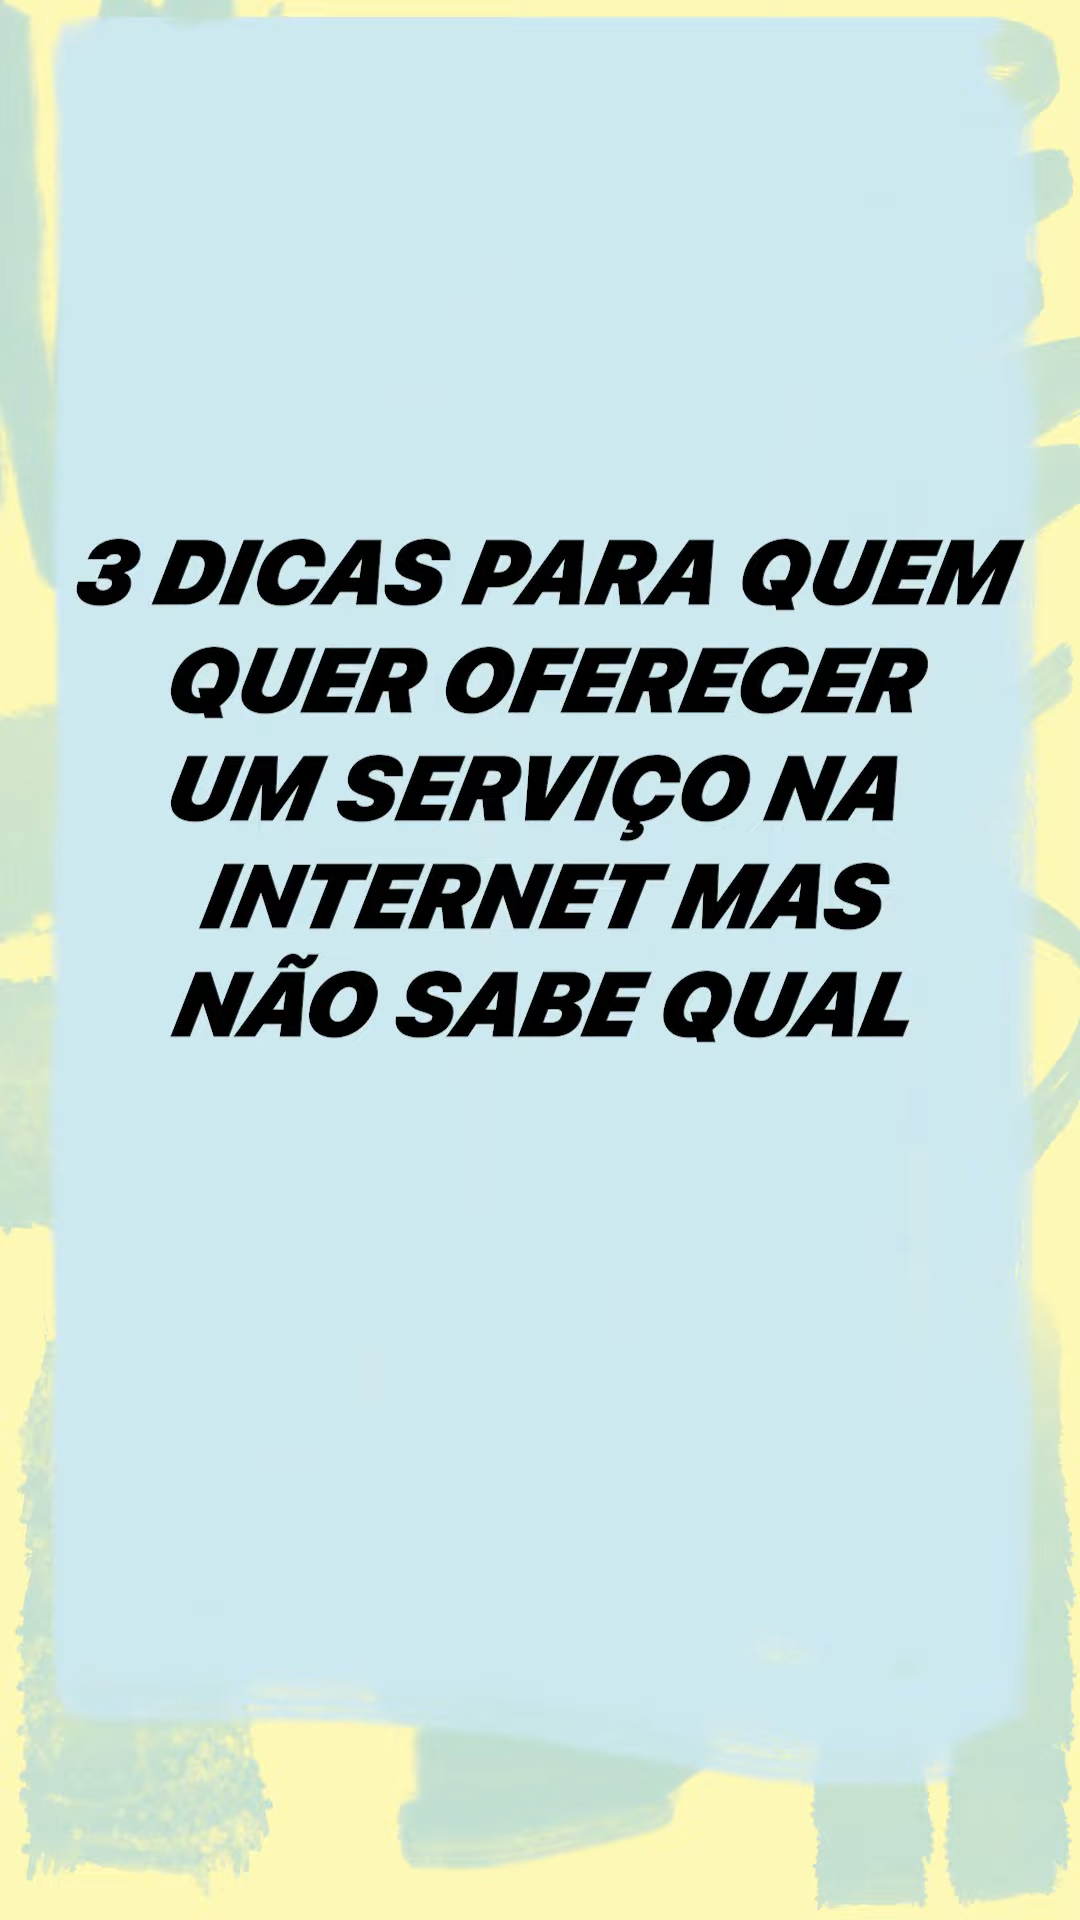 3 DICAS PARA QUEM
QUER OFERECER
UM SERVIÇO NA
INTERNET MAS
NÃO SABE QUAL